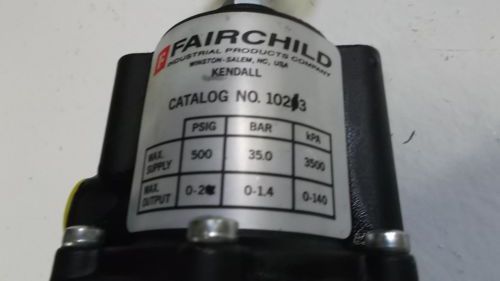 FAIRCHILD
INDUSTRIAL PRODUCTS COMPANY
WINSTON-SALEM, NC, USA
KENDALL
CATALOG NO. 10213
PSIG BAR kPA
MAX. SUPPLY 500 35.0 3500
MAX. OUTPUT 0-1.4 0-140